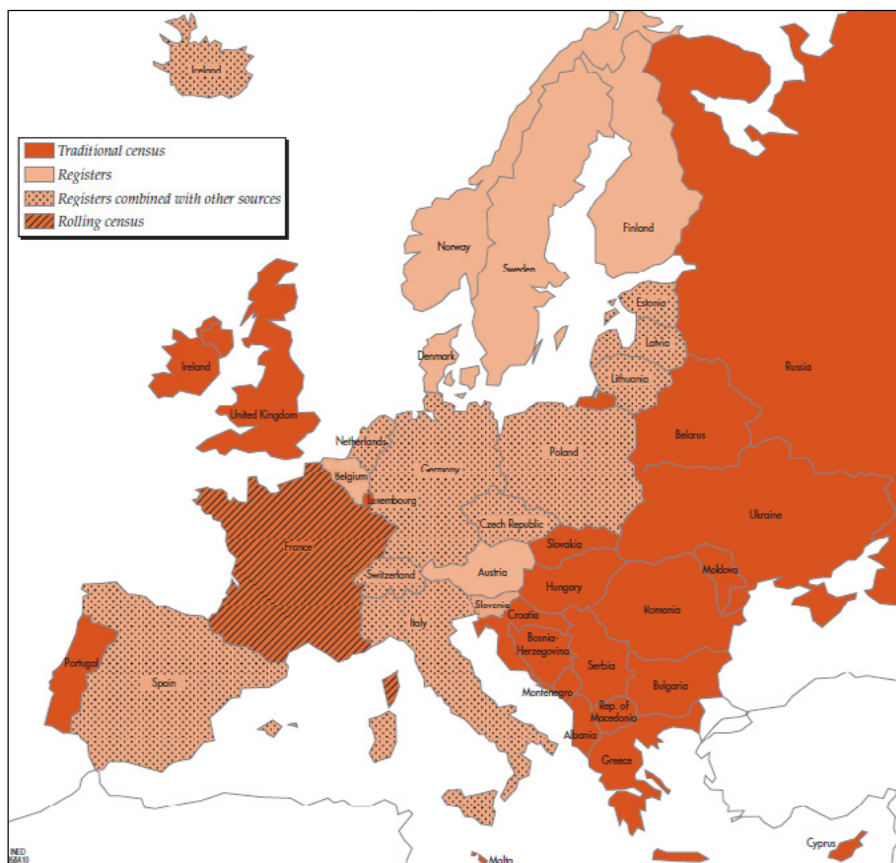 Iceland
Traditional census
Registers
Registers combined with other sources
Rolling census
Norway
Sweden
Finland
Estonia
Latvia
Lithuania
Denmark
Russia
Ireland
United Kingdom
Belarus
Netherlands
Germany
Poland
Belgium
Luxembourg
Ukraine
Czech Republic
France
Slovakia
Switzerland
Austria
Moldova
Hungary
Slovenia
Romania
Croatia
Italy
Bosnia-
Herzegovina
Serbia
Portugal
Spain
Bulgaria
Montenegro
Rep. of
Macedonia
Albania
Greece
Cyprus
INED
Malta